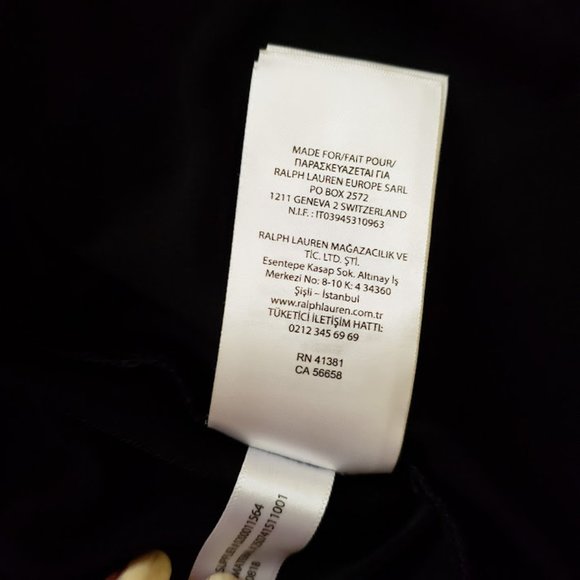 MADE FOR/FAIT POUR/
ΠΑΡΑΣΚΕΥΑΖΕΤΑΙ ΓΙΑ
RALPH LAUREN EUROPE SARL
PO BOX 2572
1211 GENEVA 2 SWITZERLAND
N.I.F. : IT03945310963
RALPH LAUREN MAĞAZACILIK VE
TİC. LTD. ŞTİ.
Esentepe Kasap Sok. Altınay İş
Merkezi No: 8-10 K: 4 34360
Şişli – İstanbul
www.ralphlauren.com.tr
TÜKETİCİ İLETİŞİM HATTI:
0212 345 69 69
RN 41381
CA 56658